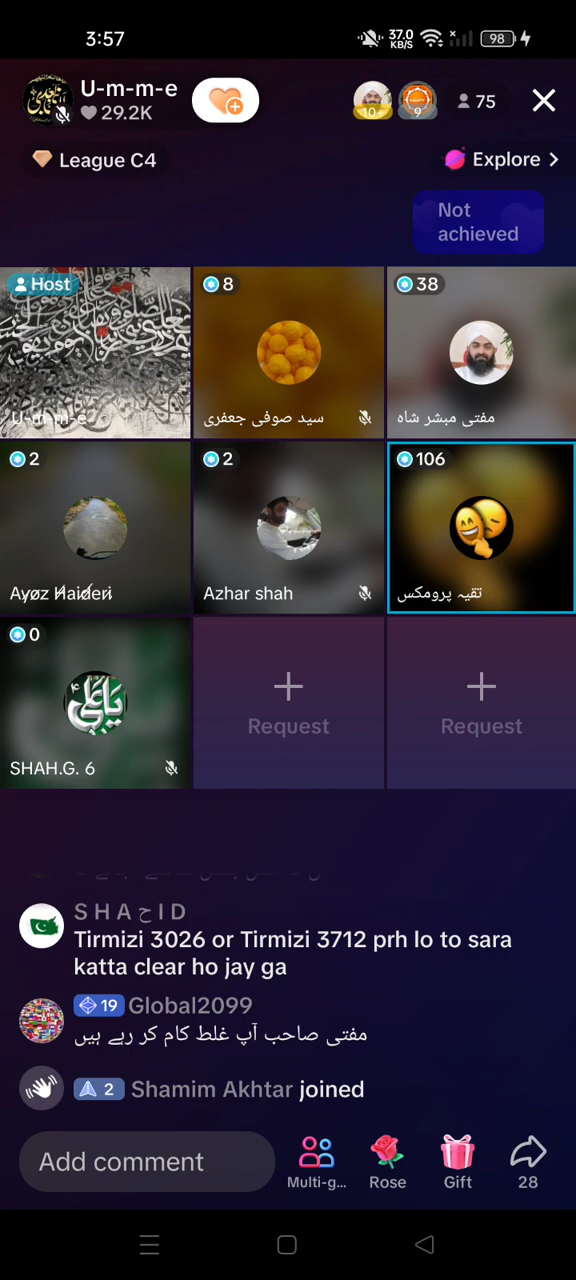 3:57
37.0
KB/S
98
U-m-m-e
29.2K
10
9
75
League C4
Explore >
Not
achieved
Host
8
38
U-m-m-e
سید صوفی جعفری
مفتی مبشر شاہ
2
2
106
Ayøz Haideri
Azhar shah
تقیہ پرومکس
0
یا علی
SHAH.G. 6
Request
Request
S H A ح I D
Tirmizi 3026 or Tirmizi 3712 prh lo to sara
katta clear ho jay ga
19 Global2099
مفتی صاحب آپ غلط کام کر رہے ہیں
2 Shamim Akhtar joined
Add comment
Multi-g...
Rose
Gift
28